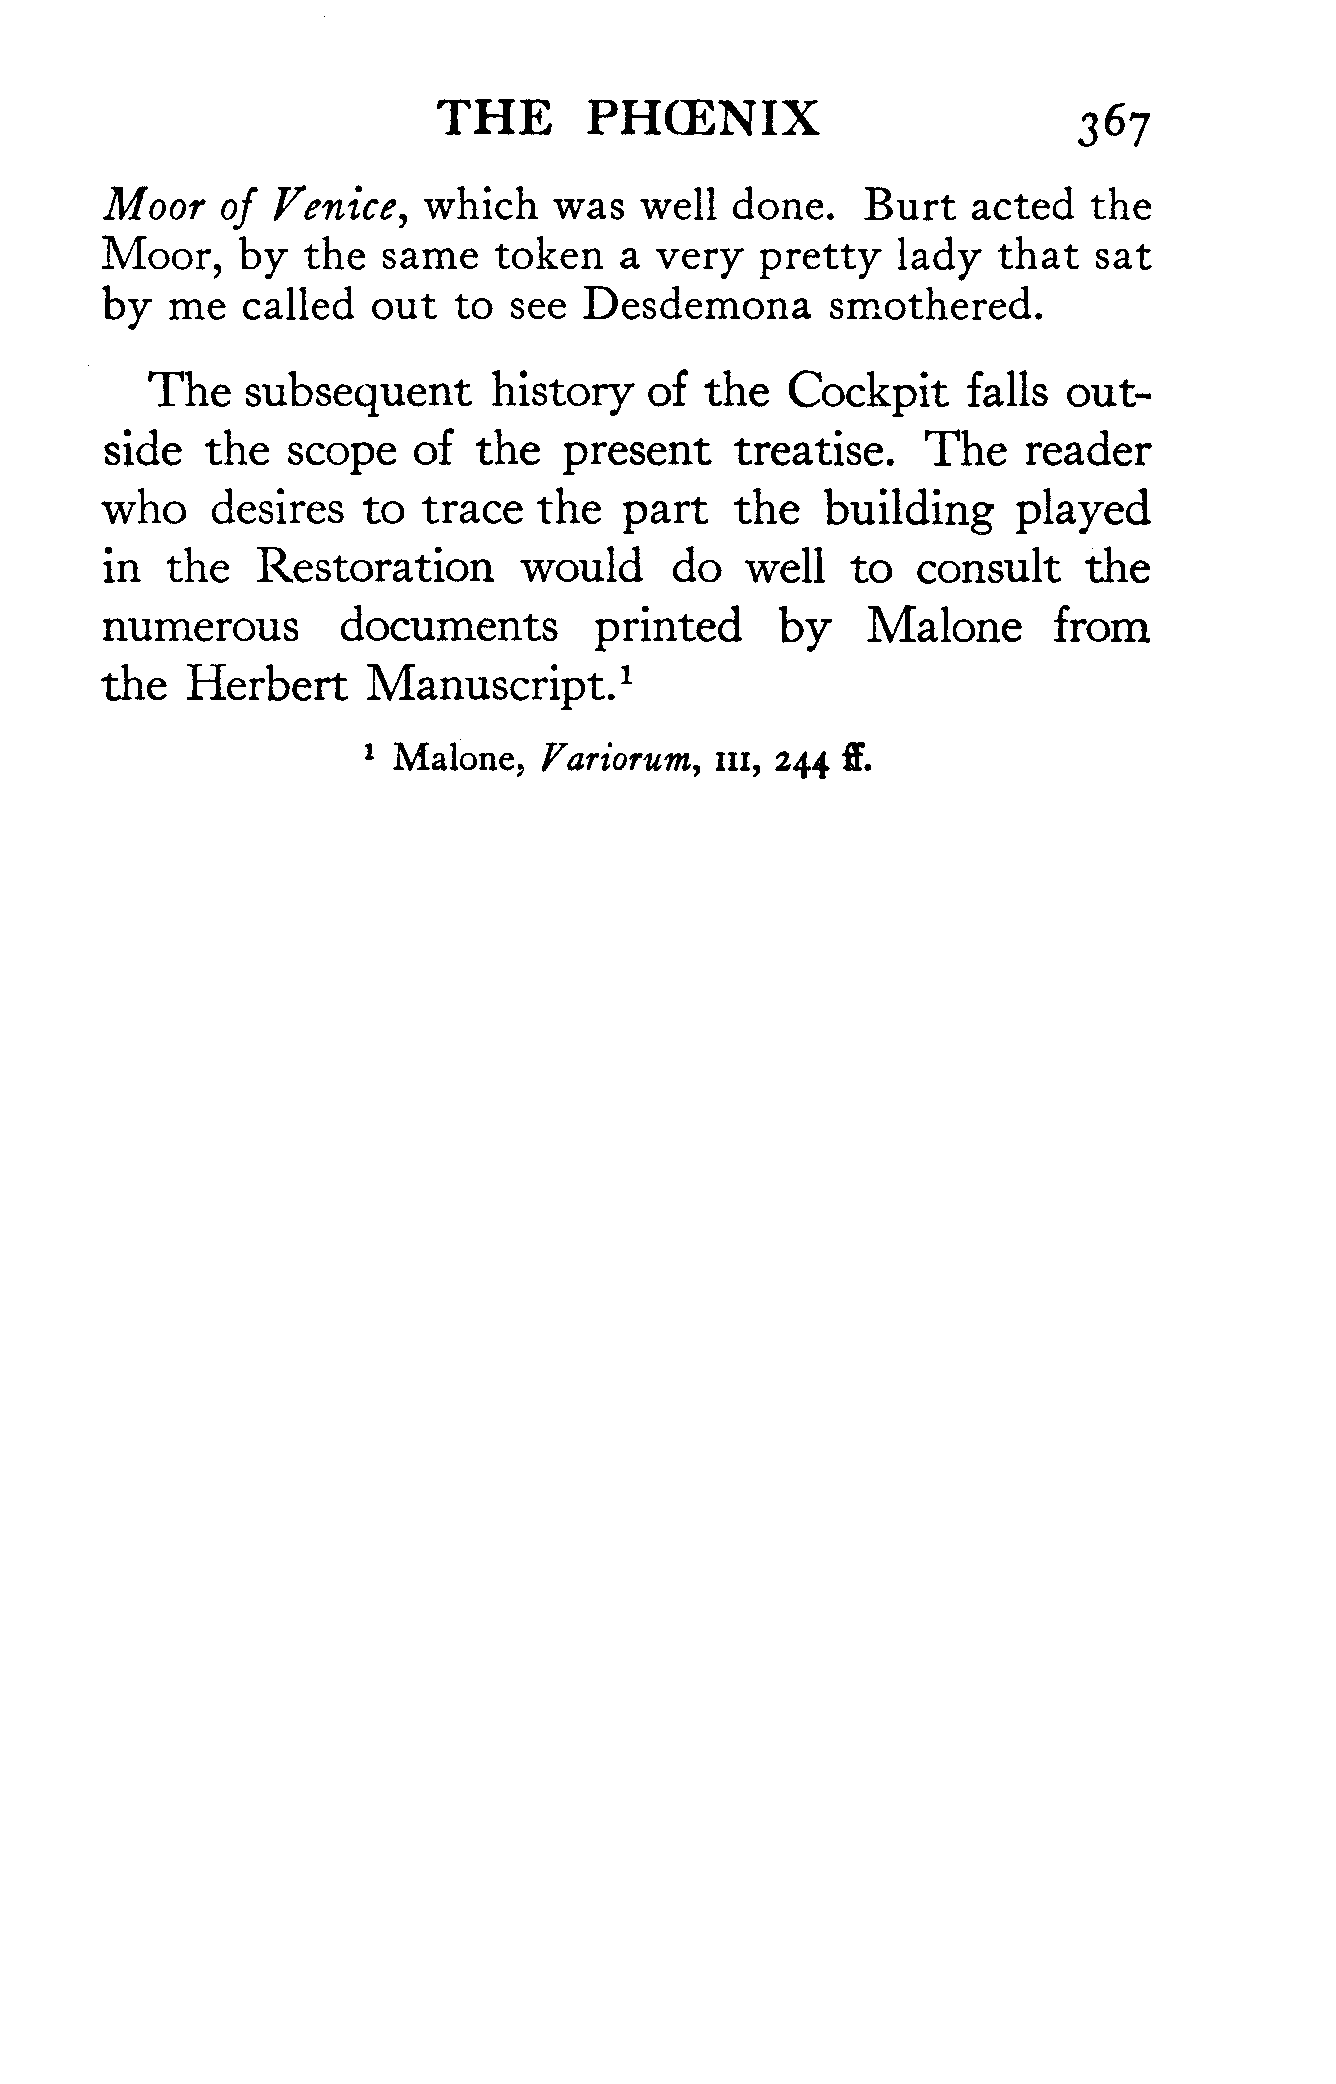 THE PHŒNIX 367
Moor of Venice, which was well done. Burt acted the
Moor, by the same token a very pretty lady that sat
by me called out to see Desdemona smothered.
The subsequent history of the Cockpit falls out-
side the scope of the present treatise. The reader
who desires to trace the part the building played
in the Restoration would do well to consult the
numerous documents printed by Malone from
the Herbert Manuscript.¹
¹ Malone, Variorum, III, 244 ff.